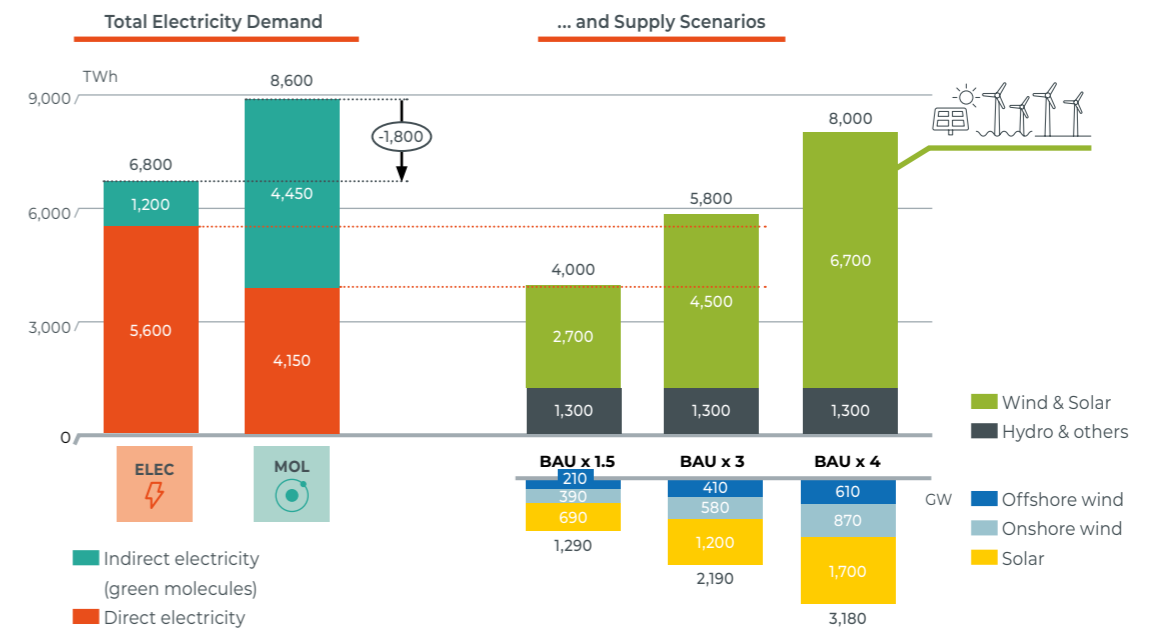 Total Electricity Demand
... and Supply Scenarios
TWh
9,000
6,000
3,000
0
8,600
-1,800
6,800
1,200
4,450
5,600
4,150
8,000
5,800
4,000
6,700
4,500
2,700
1,300
1,300
1,300
Wind & Solar
Hydro & others
ELEC
MOL
BAU x 1.5
BAU x 3
BAU x 4
210
390
690
1,290
410
580
1,200
2,190
610
870
1,700
3,180
GW
Offshore wind
Onshore wind
Solar
Indirect electricity
(green molecules)
Direct electricity